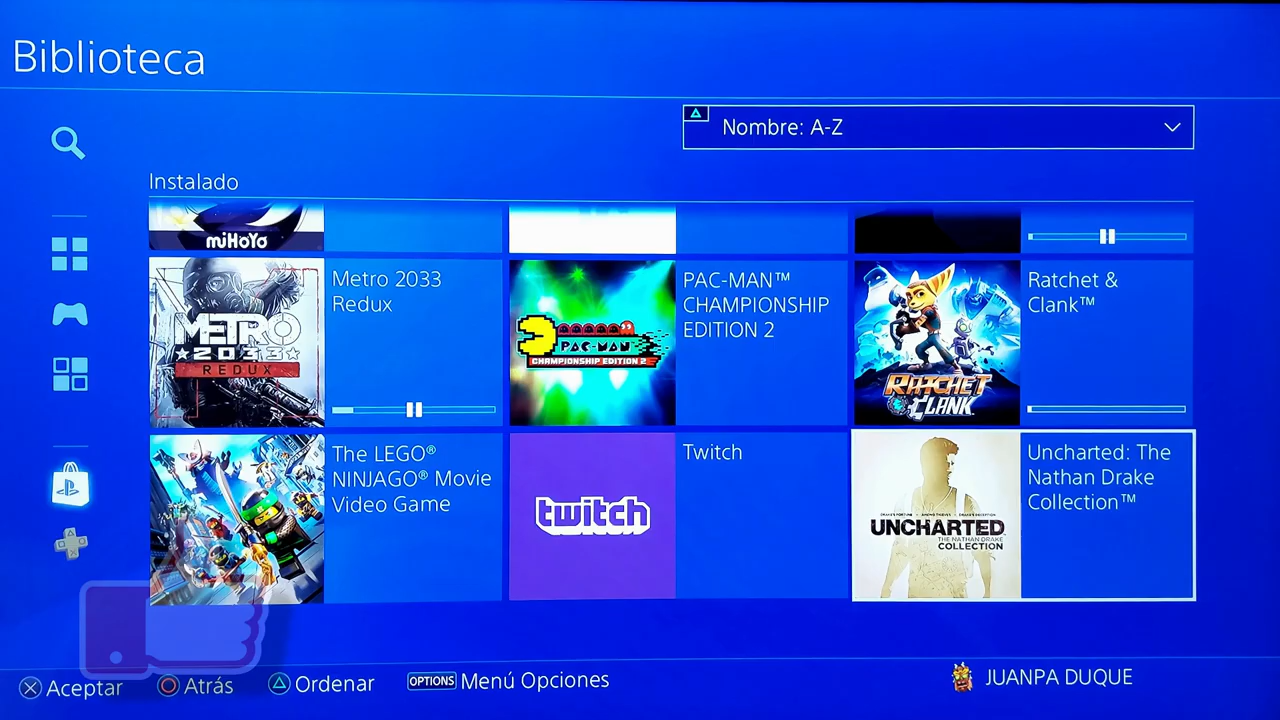 Biblioteca
Nombre: A-Z
Instalado
miHoYo
METRO
2033
REDUX
Metro 2033
Redux
PAC-MAN
CHAMPIONSHIP EDITION 2
PAC-MAN™
CHAMPIONSHIP
EDITION 2
RATCHET
CLANK
Ratchet &
Clank™
The LEGO®
NINJAGO® Movie
Video Game
twitch
Twitch
UNCHARTED
THE NATHAN DRAKE
COLLECTION
Uncharted: The
Nathan Drake
Collection™
Aceptar
Atrás
Ordenar
OPTIONS Menú Opciones
JUANPA DUQUE